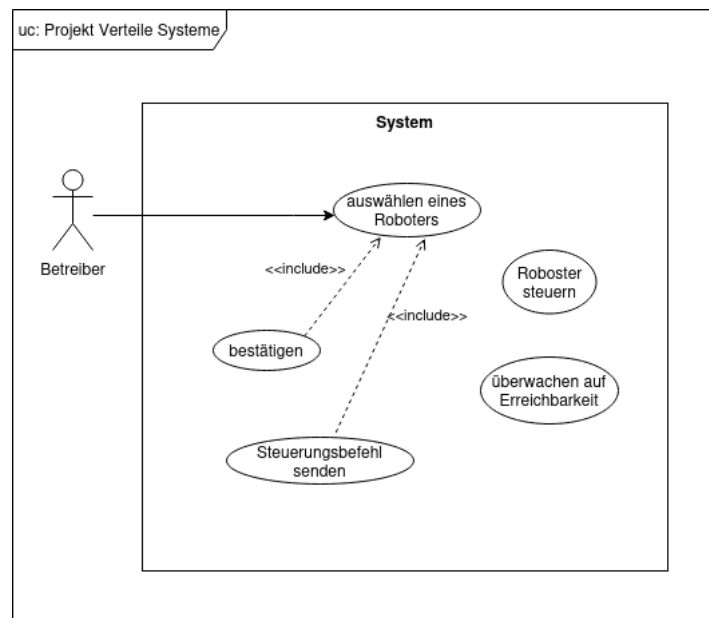 uc: Projekt Verteile Systeme
System
auswählen eines
Roboters
Betreiber
<<include>>
Roboster
steuern
<<include>>
bestätigen
überwachen auf
Erreichbarkeit
Steuerungsbefehl
senden